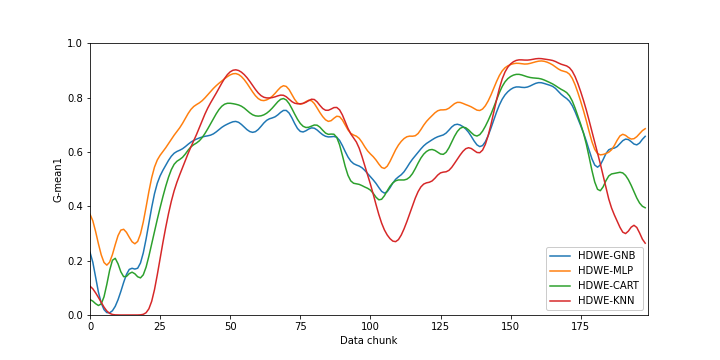 1.0
0.8
0.6
0.4
0.2
0.0
G-mean1
0 25 50 75 100 125 150 175
Data chunk
HDWE-GNB
HDWE-MLP
HDWE-CART
HDWE-KNN